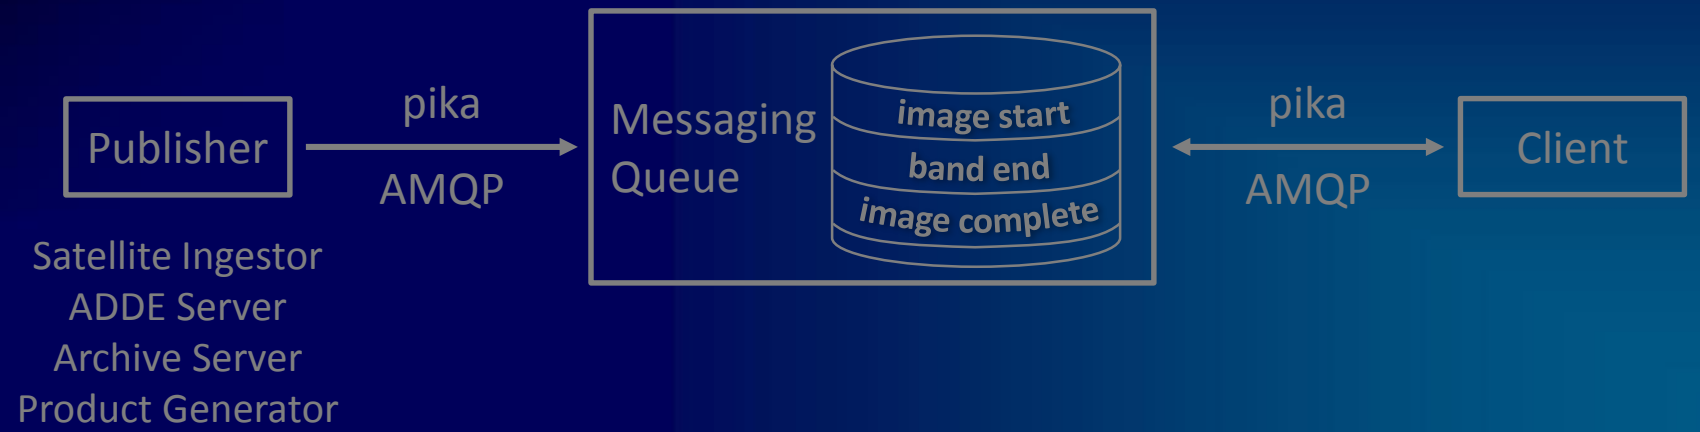 Publisher
Satellite Ingestor
ADDE Server
Archive Server
Product Generator
pika
AMQP
Messaging
Queue
image start
band end
image complete
pika
AMQP
Client